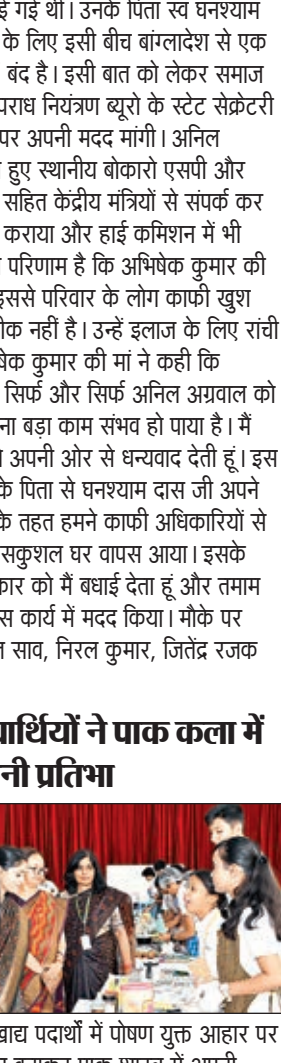 ई गई थी। उनके पिता स्व घनश्याम
के लिए इसी बीच बांग्लादेश से एक
बंद है। इसी बात को लेकर समाज
पराध नियंत्रण ब्यूरो के स्टेट सेक्रेटरी
पर अपनी मदद मांगी। अनिल
हुए स्थानीय बोकारो एसपी और
सहित केंद्रीय मंत्रियों से संपर्क कर
कराया और हाई कमिशन में भी
परिणाम है कि अभिषेक कुमार की
इससे परिवार के लोग काफी खुश
ीक नहीं है। उन्हें इलाज के लिए रांची
षेक कुमार की मां ने कही कि
सिर्फ और सिर्फ अनिल अग्रवाल को
ना बड़ा काम संभव हो पाया है। मैं
अपनी ओर से धन्यवाद देती हूं। इस
के पिता से घनश्याम दास जी अपने
के तहत हमने काफी अधिकारियों से
सकुशल घर वापस आया। इसके
कार को मैं बधाई देता हूं और तमाम
स कार्य में मदद किया। मौके पर
साव, निरल कुमार, जितेंद्र रजक
द्यार्थियों ने पाक कला में
नी प्रतिभा
खाद्य पदार्थों में पोषण युक्त आहार पर